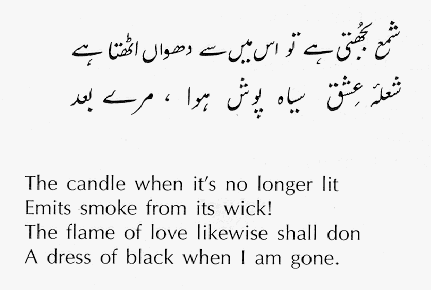 شمع بجھتی ہے تو اس میں سے دھواں اٹھتا ہے
شعلۂ عِشق سیاہ پوش ہوا ، مرے بعد
The candle when it's no longer lit
Emits smoke from its wick!
The flame of love likewise shall don
A dress of black when I am gone.